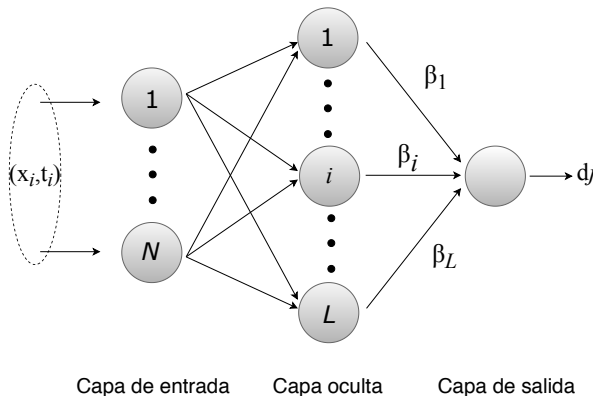 1
1
β1
(xi,ti)
i
βi
dj
N
βL
L
Capa de entrada
Capa oculta
Capa de salida